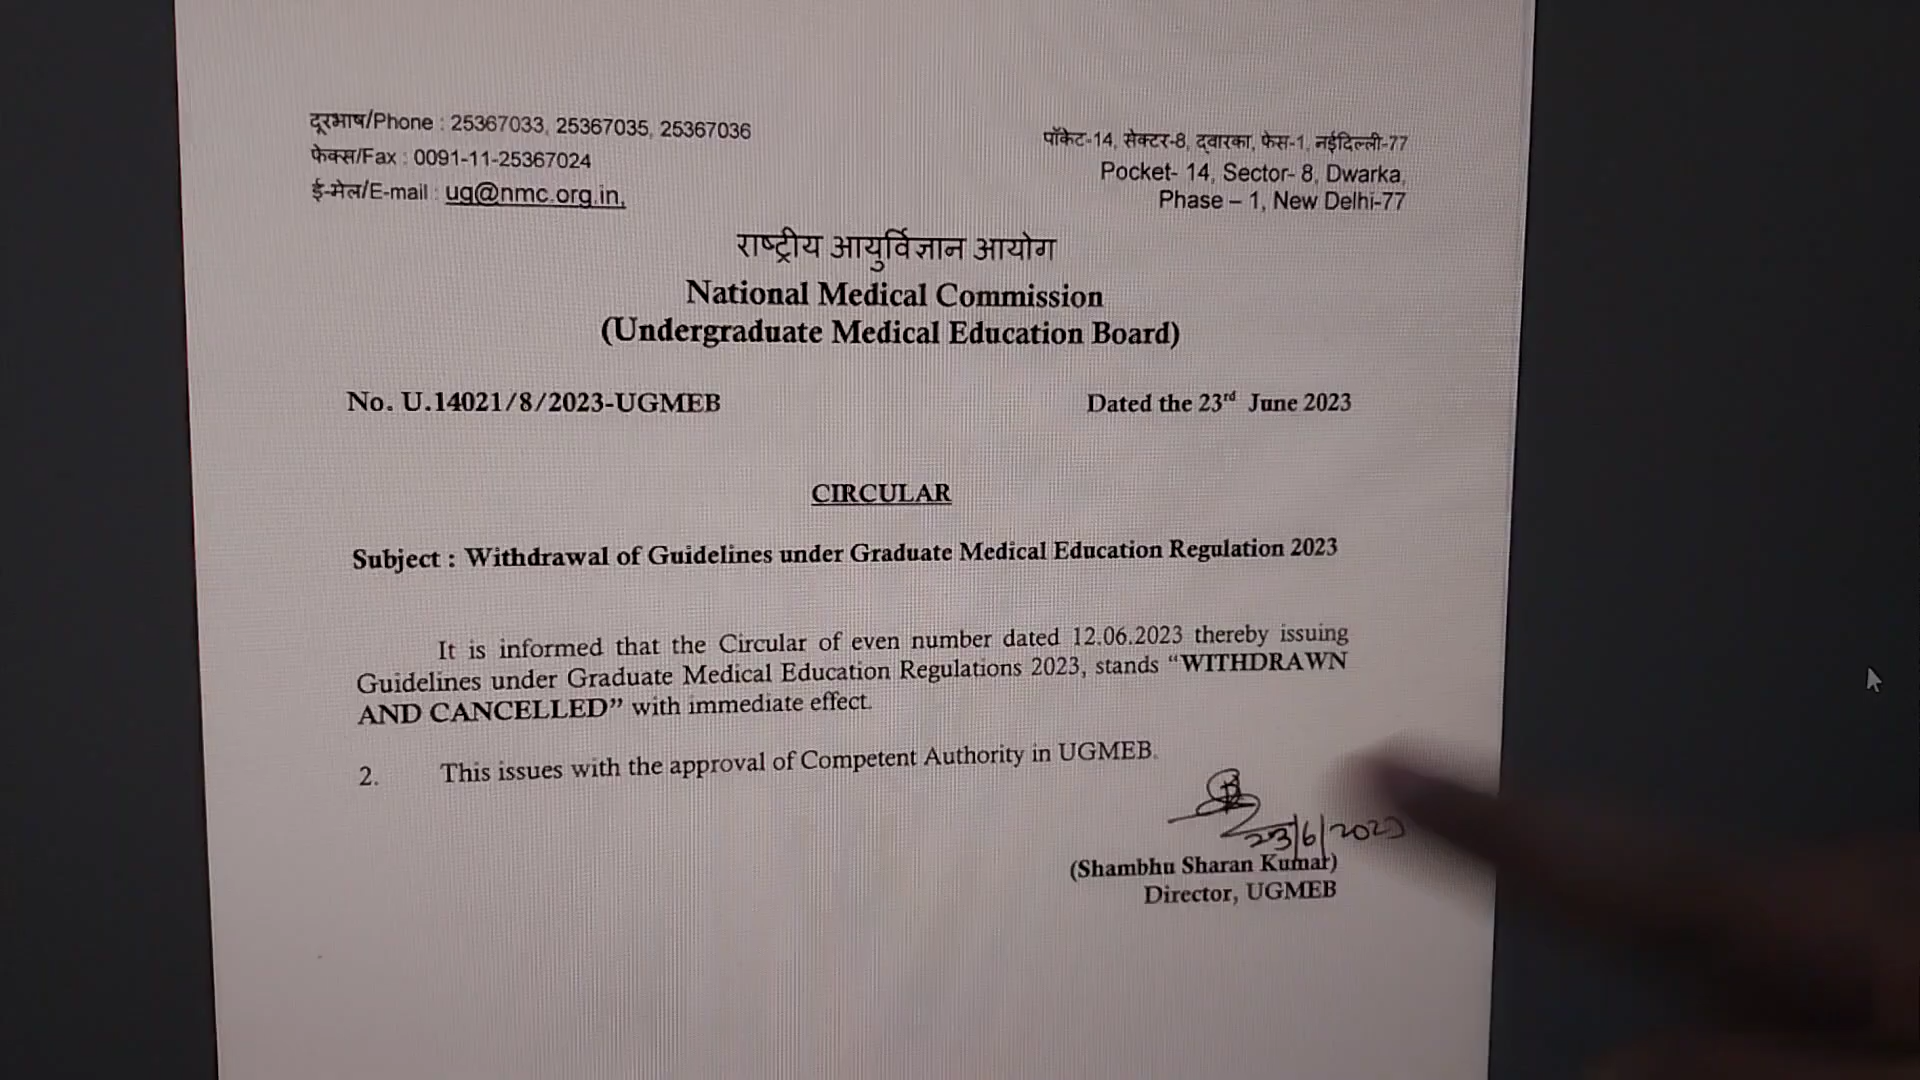 दूरभाष/Phone : 25367033, 25367035, 25367036
फेक्स/Fax : 0091-11-25367024
ई-मेल/E-mail : ug@nmc.org.in,
पॉकेट-14, सेक्टर-8, द्वारका, फेस-1, नईदिल्ली-77
Pocket- 14, Sector- 8, Dwarka,
Phase – 1, New Delhi-77
राष्ट्रीय आयुर्विज्ञान आयोग
National Medical Commission
(Undergraduate Medical Education Board)
No. U.14021/8/2023-UGMEB
Dated the 23rd June 2023
CIRCULAR
Subject : Withdrawal of Guidelines under Graduate Medical Education Regulation 2023
It is informed that the Circular of even number dated 12.06.2023 thereby issuing
Guidelines under Graduate Medical Education Regulations 2023, stands “WITHDRAWN
AND CANCELLED” with immediate effect.
2. This issues with the approval of Competent Authority in UGMEB.
23/6/2023
(Shambhu Sharan Kumar)
Director, UGMEB